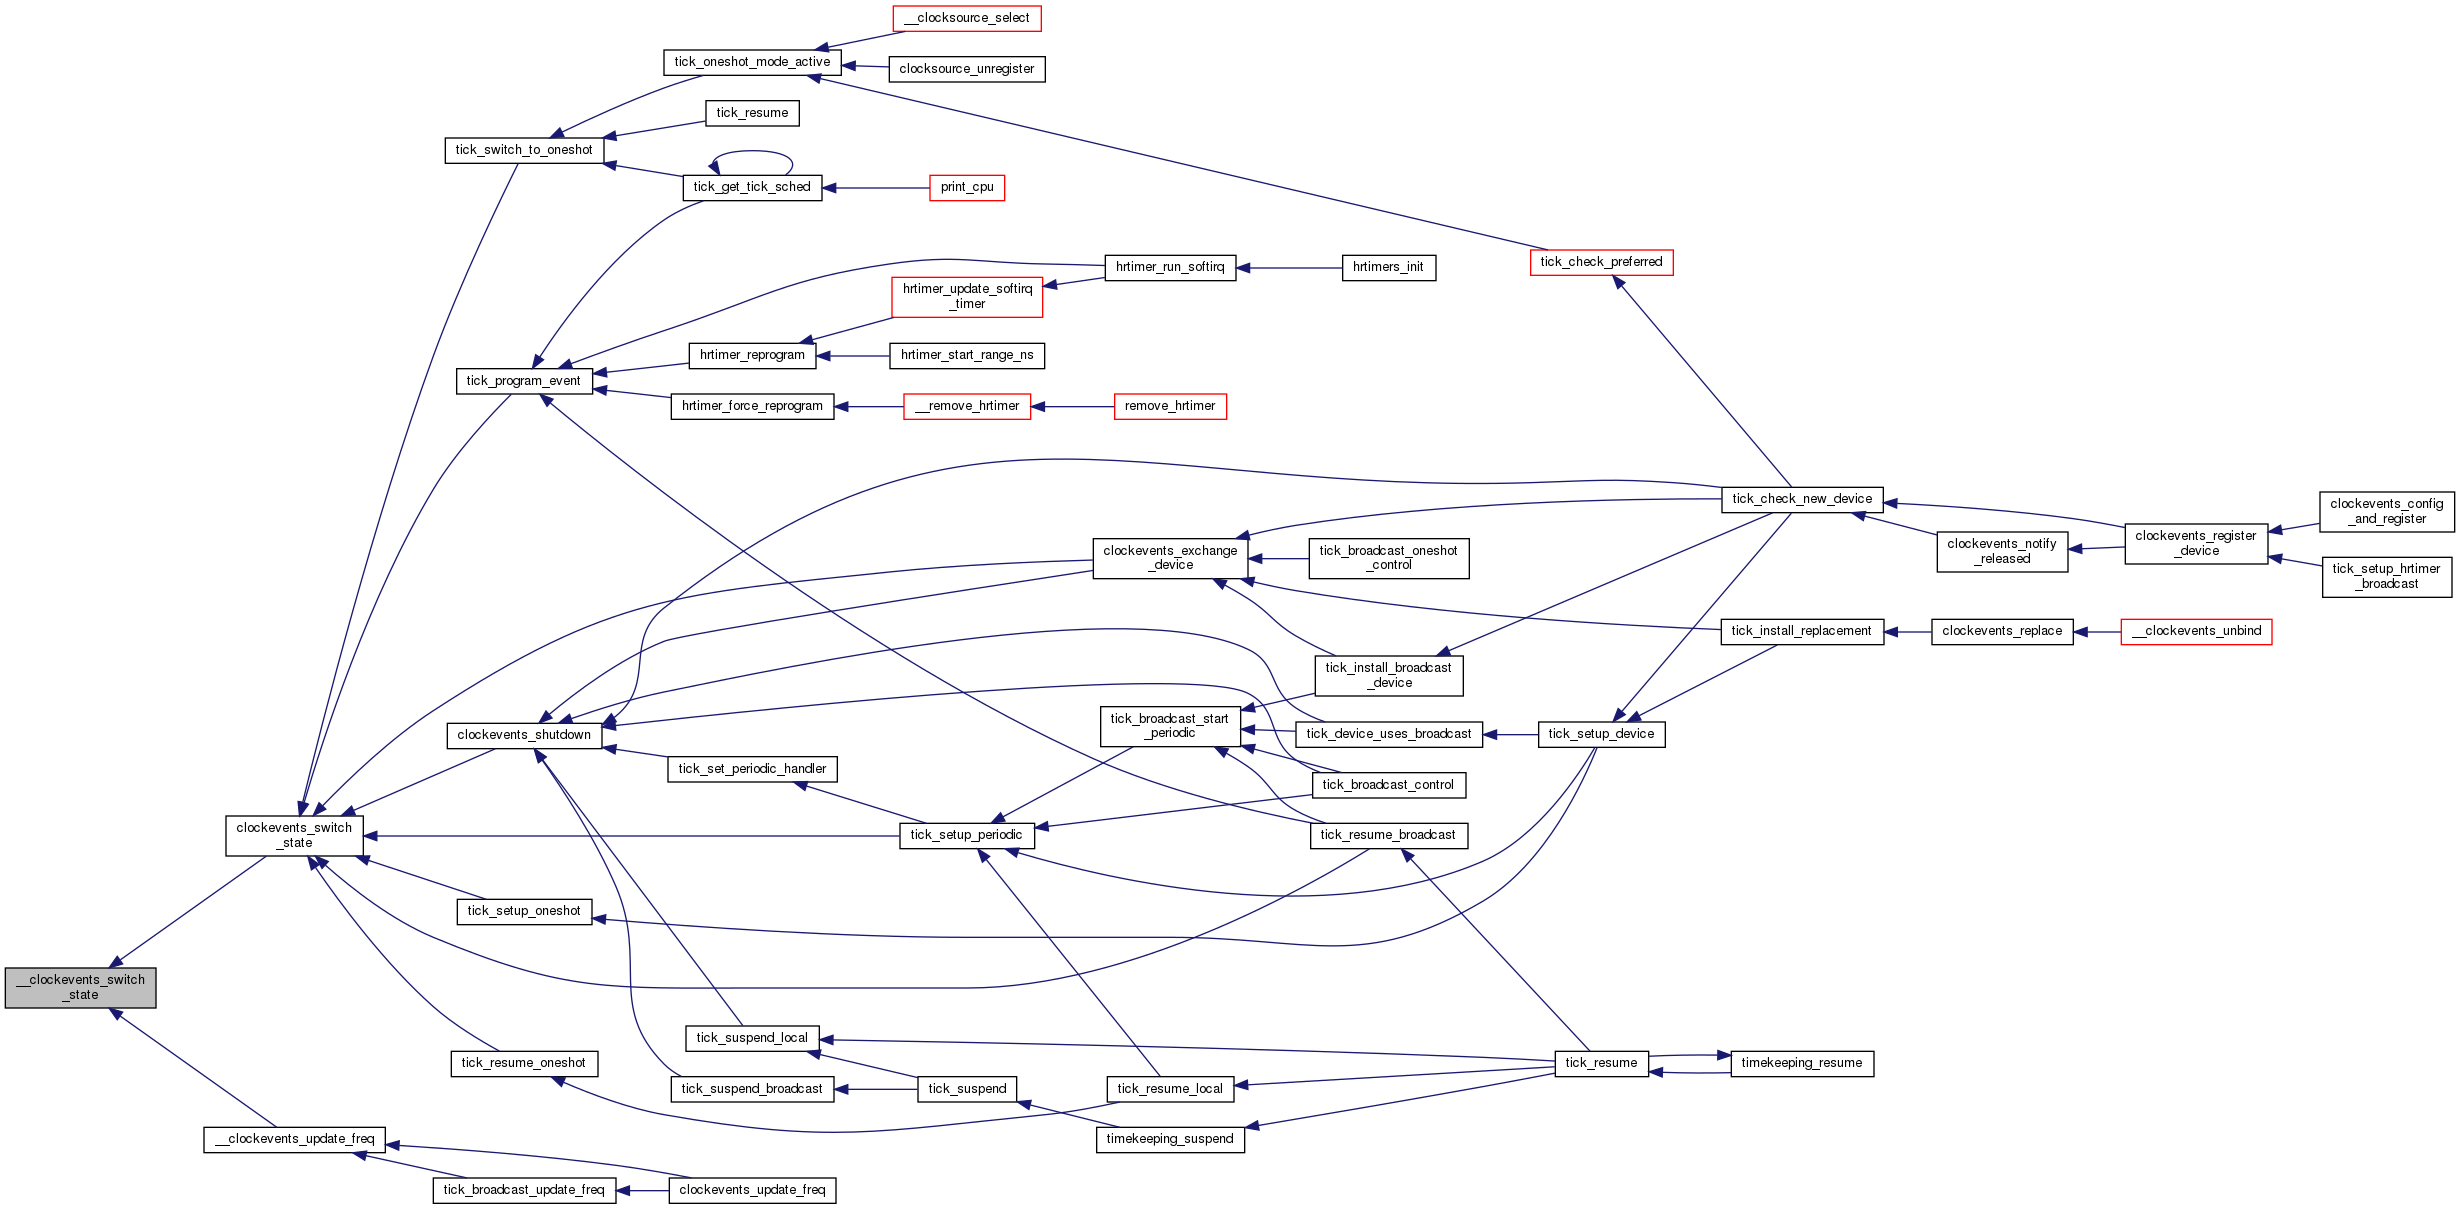 __clocksource_select
tick_oneshot_mode_active
clocksource_unregister
tick_resume
tick_switch_to_oneshot
tick_get_tick_sched
print_cpu
tick_check_preferred
hrtimer_run_softirq
hrtimers_init
hrtimer_update_softirq
_timer
hrtimer_reprogram
hrtimer_start_range_ns
tick_program_event
hrtimer_force_reprogram
__remove_hrtimer
remove_hrtimer
tick_check_new_device
clockevents_config
_and_register
clockevents_register
_device
clockevents_notify
_released
tick_setup_hrtimer
_broadcast
clockevents_exchange
_device
tick_broadcast_oneshot
_control
tick_install_replacement
clockevents_replace
__clockevents_unbind
tick_install_broadcast
_device
clockevents_shutdown
tick_broadcast_start
_periodic
tick_device_uses_broadcast
tick_setup_device
tick_set_periodic_handler
tick_broadcast_control
clockevents_switch
_state
tick_setup_periodic
tick_resume_broadcast
tick_setup_oneshot
__clockevents_switch
_state
tick_suspend_local
tick_resume_oneshot
tick_resume
timekeeping_resume
tick_suspend_broadcast
tick_suspend
tick_resume_local
__clockevents_update_freq
timekeeping_suspend
tick_broadcast_update_freq
clockevents_update_freq